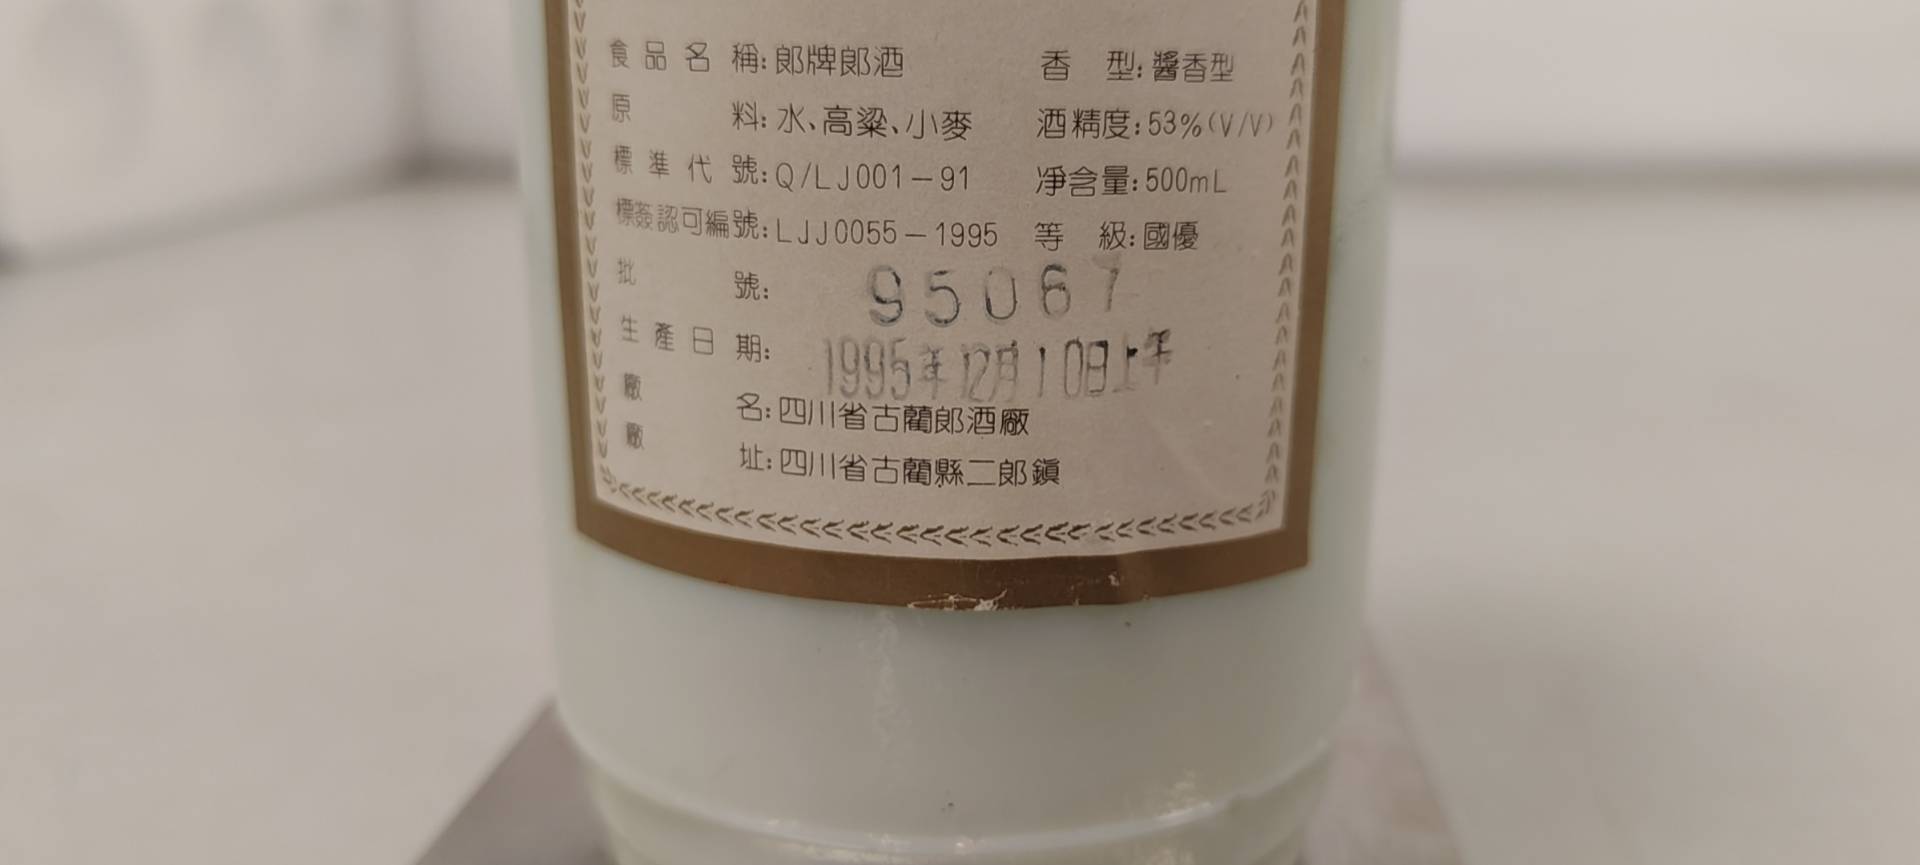 食品名稱:郎牌郎酒 香型:醬香型
原料:水、高粱、小麥 酒精度:53%(V/V)
標準代號:Q/LJ001-91 凈含量:500mL
標簽認可編號:LJJ0055-1995 等級:國優
批號: 95067
生產日期: 1995年12月10日上午
廠名:四川省古藺郎酒廠
廠址:四川省古藺縣二郎鎮